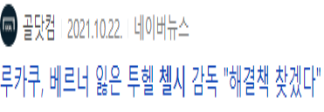 골닷컴 2021.10.22. 네이버뉴스
루카쿠, 베르너 잃은 투헬 첼시 감독 "해결책 찾겠다"